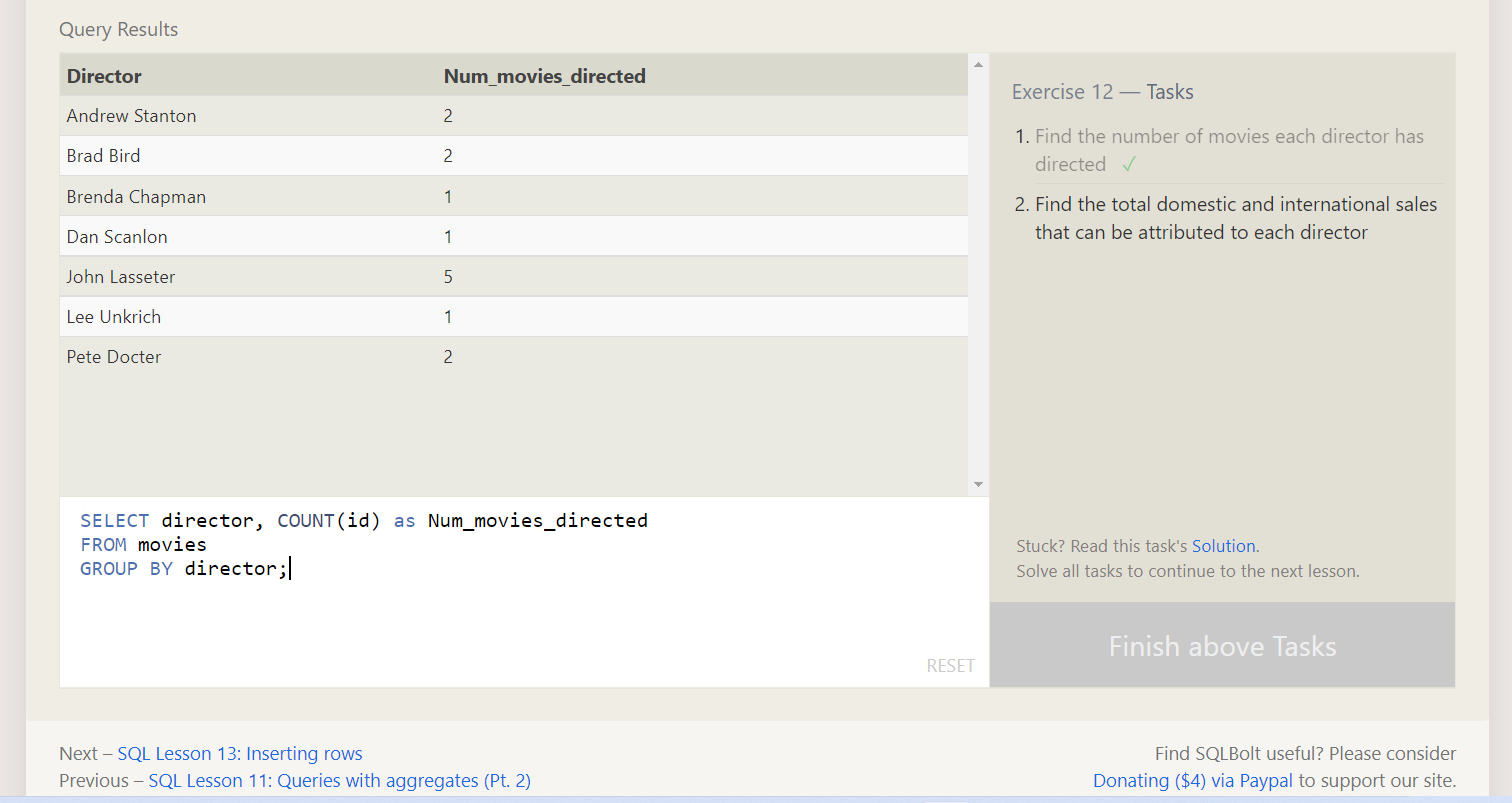 Query Results
Director Num_movies_directed
Andrew Stanton 2
Brad Bird 2
Brenda Chapman 1
Dan Scanlon 1
John Lasseter 5
Lee Unkrich 1
Pete Docter 2
SELECT director, COUNT(id) as Num_movies_directed
FROM movies
GROUP BY director;
RESET
Exercise 12 — Tasks
1. Find the number of movies each director has
directed ✓
2. Find the total domestic and international sales
that can be attributed to each director
Stuck? Read this task's Solution.
Solve all tasks to continue to the next lesson.
Finish above Tasks
Next – SQL Lesson 13: Inserting rows
Previous – SQL Lesson 11: Queries with aggregates (Pt. 2)
Find SQLBolt useful? Please consider
Donating ($4) via Paypal to support our site.